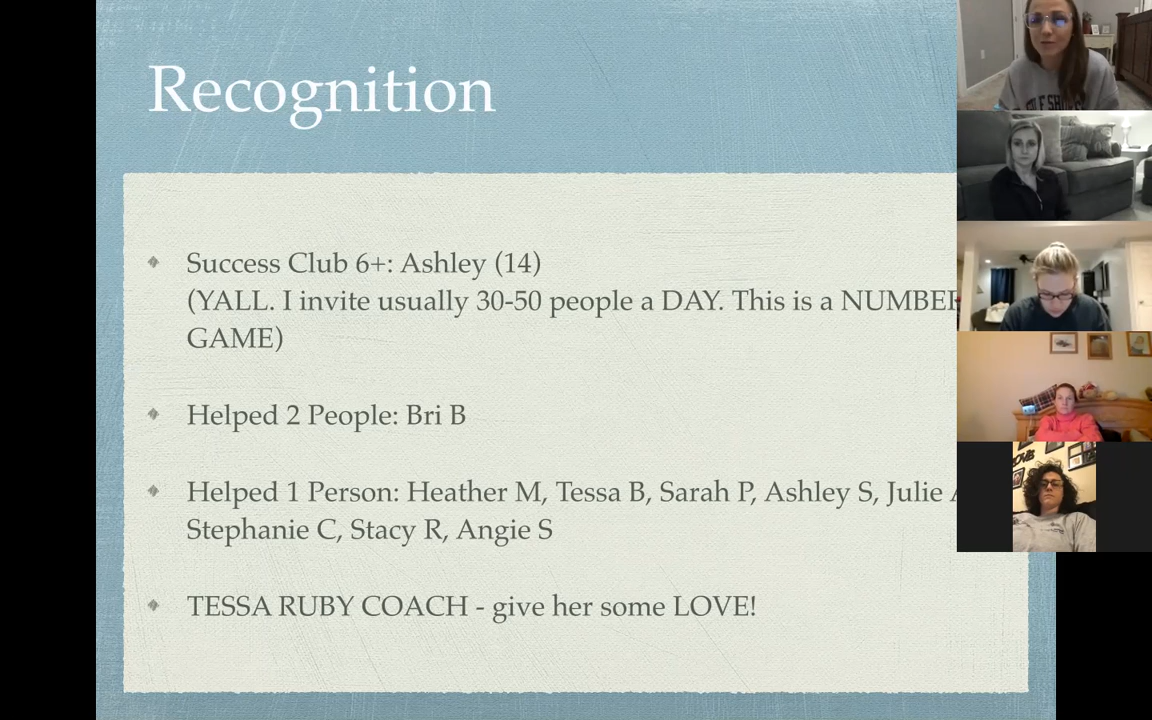 Recognition
Success Club 6+: Ashley (14)
(YALL. I invite usually 30-50 people a DAY. This is a
GAME)
Helped 2 People: Bri B
Helped 1 Person: Heather M, Tessa B, Sarah P, Ashley S, Julie
Stephanie C, Stacy R, Angie S
TESSA RUBY COACH - give her some LOVE!